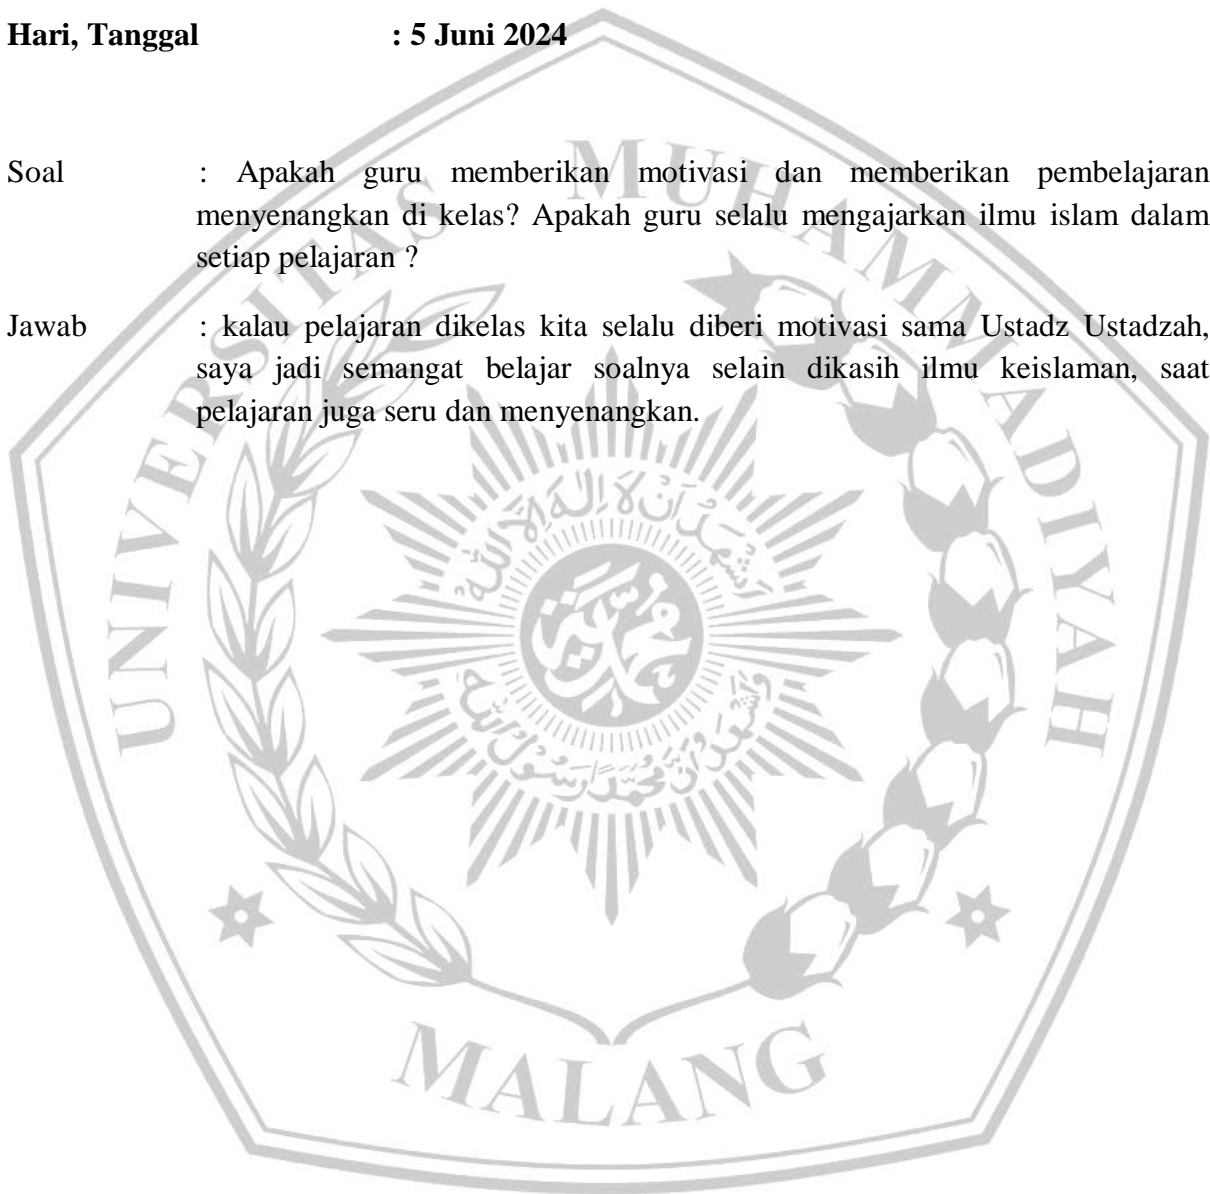 Hari, Tanggal : 5 Juni 2024
Soal : Apakah guru memberikan motivasi dan memberikan pembelajaran
menyenangkan di kelas? Apakah guru selalu mengajarkan ilmu islam dalam
setiap pelajaran ?
Jawab : kalau pelajaran dikelas kita selalu diberi motivasi sama Ustadz Ustadzah,
saya jadi semangat belajar soalnya selain dikasih ilmu keislaman, saat
pelajaran juga seru dan menyenangkan.
UNIVERSITAS MUHAMMADIYAH
MALANG